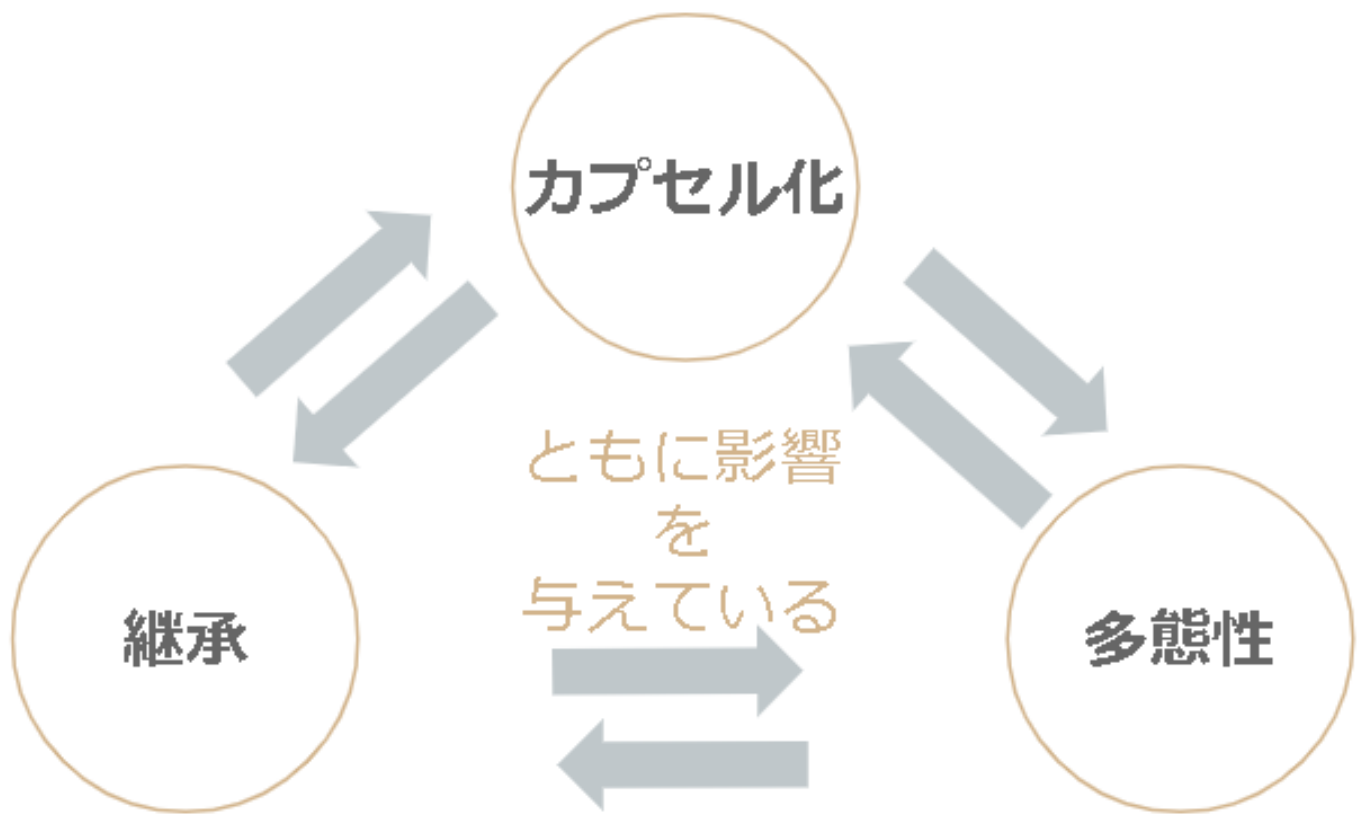 カプセル化
ともに影響
を
与えている
継承
多態性